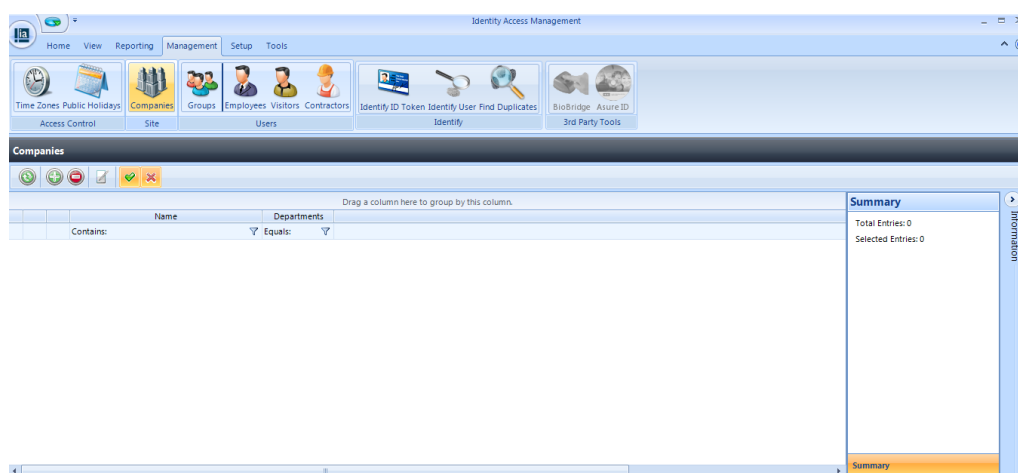 Identity Access Management
Home View Reporting Management Setup Tools
Time Zones Public Holidays Companies Groups Employees Visitors Contractors Identify ID Token Identify User Find Duplicates BioBridge Asure ID
Access Control Site Users Identify 3rd Party Tools
Companies
Drag a column here to group by this column.
Name Departments
Contains: Equals:
Summary
Total Entries: 0
Selected Entries: 0
Information
Summary